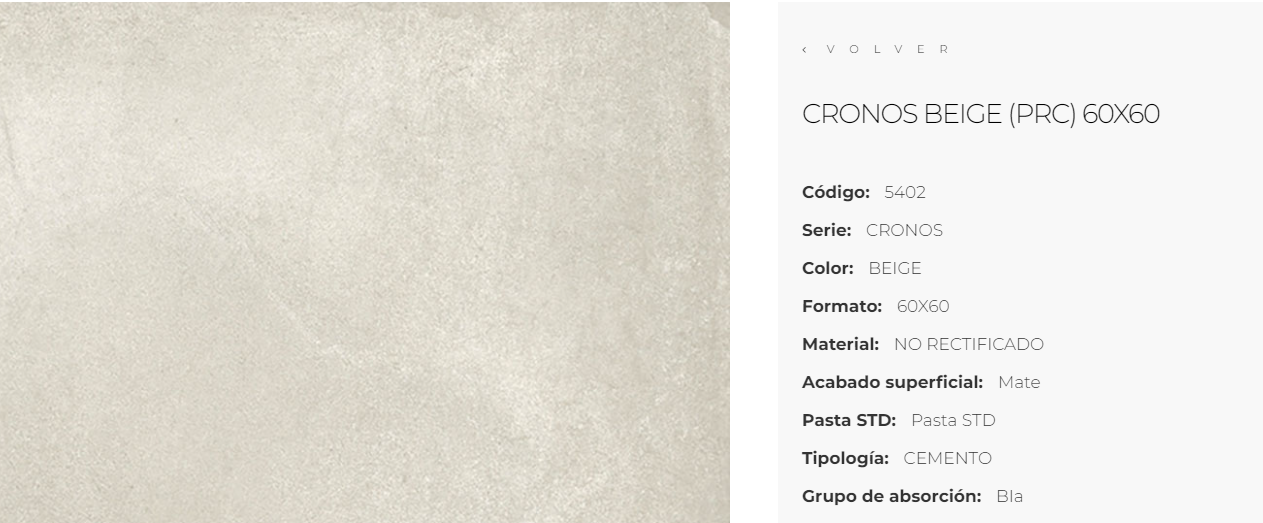 ‹ VOLVER
CRONOS BEIGE (PRC) 60X60
Código: 5402
Serie: CRONOS
Color: BEIGE
Formato: 60X60
Material: NO RECTIFICADO
Acabado superficial: Mate
Pasta STD: Pasta STD
Tipología: CEMENTO
Grupo de absorción: BIa